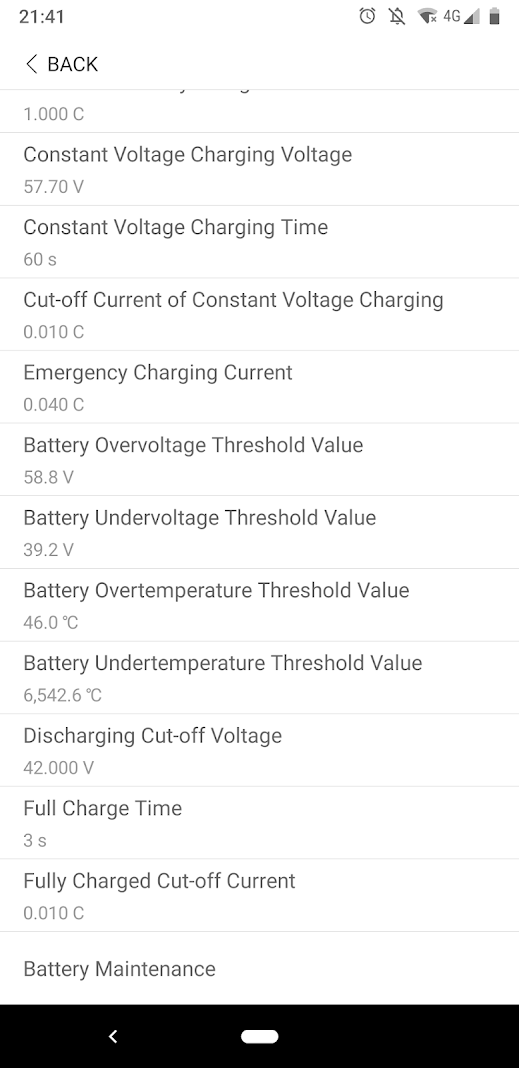 21:41
4G
BACK
1.000 C
Constant Voltage Charging Voltage
57.70 V
Constant Voltage Charging Time
60 s
Cut-off Current of Constant Voltage Charging
0.010 C
Emergency Charging Current
0.040 C
Battery Overvoltage Threshold Value
58.8 V
Battery Undervoltage Threshold Value
39.2 V
Battery Overtemperature Threshold Value
46.0 ℃
Battery Undertemperature Threshold Value
6,542.6 ℃
Discharging Cut-off Voltage
42.000 V
Full Charge Time
3 s
Fully Charged Cut-off Current
0.010 C
Battery Maintenance